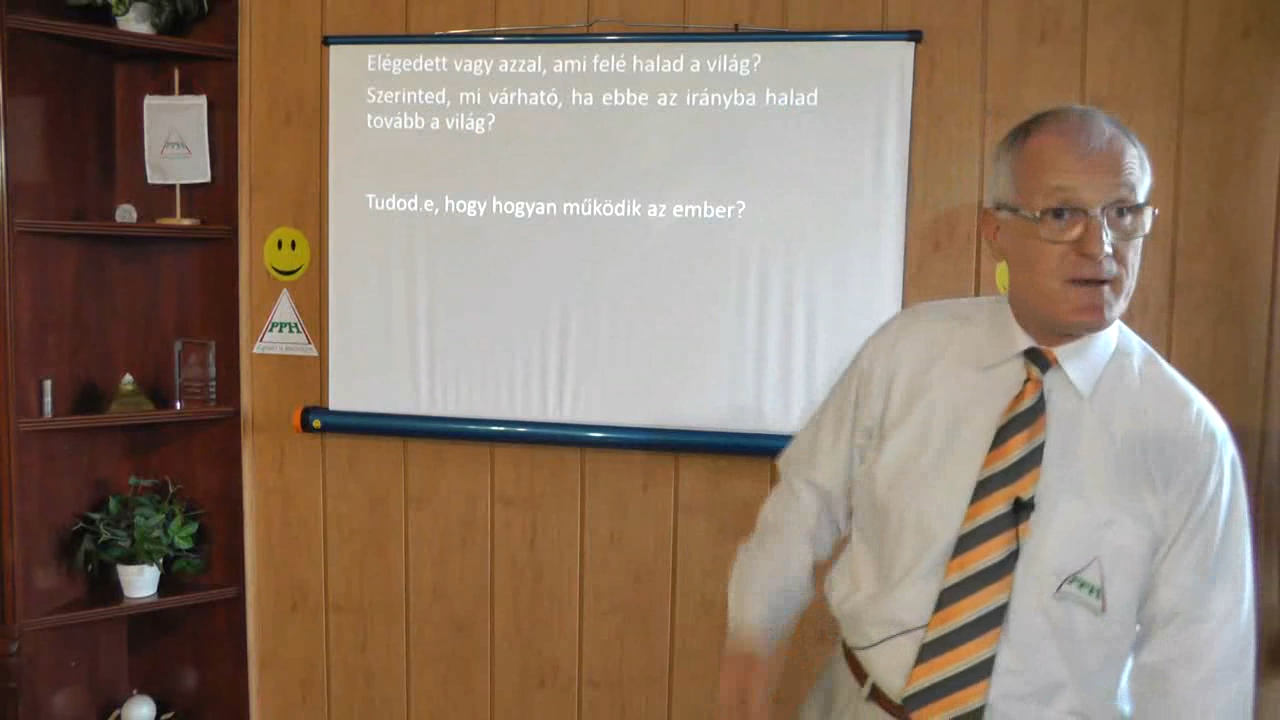 Elégedett vagy azzal, ami felé halad a világ?
Szerinted, mi várható, ha ebbe az irányba halad
tovább a világ?
Tudod.e, hogy hogyan működik az ember?
PPH
PPH
PPH